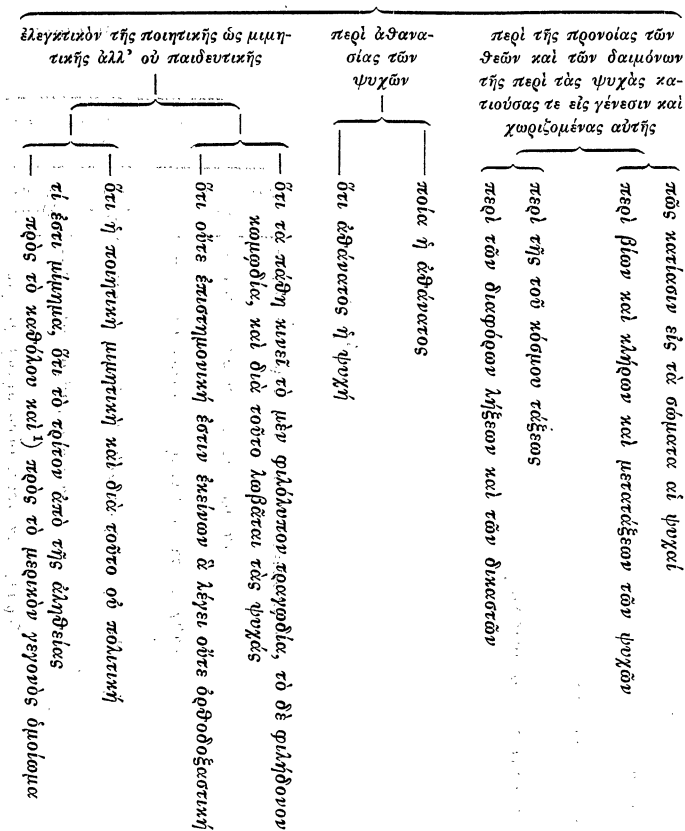 ἐλεγκτικὸν τῆς ποιητικῆς ὡς μιμη-
τικῆς ἀλλ' οὐ παιδευτικῆς
περὶ ἀθανα-
σίας τῶν
ψυχῶν
περὶ τῆς προνοίας τῶν
θεῶν καὶ τῶν δαιμόνων
τῆς περὶ τὰς ψυχὰς κα-
τιούσας τε εἰς γένεσιν καὶ
χωριζομένας αὐτῆς
τί ἐστι μίμημα, ὅτι τὸ τρίτον ἀπὸ τῆς ἀληθείας
πρὸς τὸ καθόλου καὶ ¹) πρὸς τὸ μερικὸν γεγονὸς ὁμοίωμα
ὅτι ἡ ποιητικὴ μιμητικὴ καὶ διὰ τοῦτο οὐ πολιτική
ὅτι οὔτε ἐπιστημονική ἐστιν ἐκείνων ἃ λέγει οὔτε ὀρθοδοξαστική
ὅτι τὰ πάθη κινεῖ τὸ μὲν φιλόλυπον τραγῳδία, τὸ δὲ φιλήδονον
κωμῳδία, καὶ διὰ τοῦτο λωβᾶται τὰς ψυχάς
ὅτι ἀθάνατος ἡ ψυχή
ποία ἡ ἀθάνατος
περὶ τῶν διαφόρων λήξεων καὶ τῶν δικαστῶν
περὶ τῆς τοῦ κόσμου τάξεως
περὶ βίων καὶ κλήρων καὶ μετατάξεων τῶν ψυχῶν
πῶς κατίασιν εἰς τὰ σώματα αἱ ψυχαί